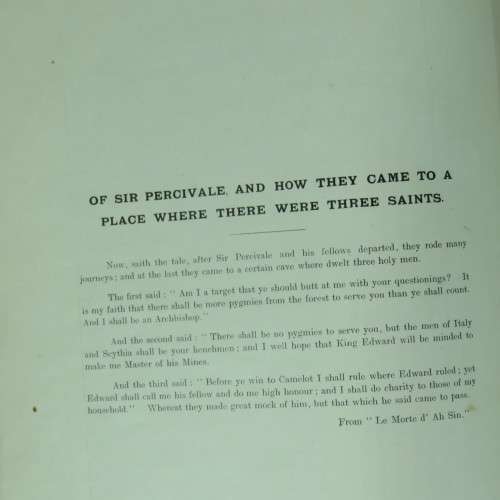 OF SIR PERCIVALE, AND HOW THEY CAME TO A
PLACE WHERE THERE WERE THREE SAINTS.
Now, saith the tale, after Sir Percivale and his fellows departed, they rode many
journeys; and at the last they came to a certain cave where dwelt three holy men.
The first said: " Am I a target that ye should butt at me with your questionings? It
is my faith that there shall be more pygmies from the forest to serve you than ye shall count.
And I shall be an Archbishop."
And the second said: " There shall be no pygmies to serve you, but the men of Italy
and Scythia shall be your henchmen; and I well hope that King Edward will be minded to
make me Master of his Mines.
And the third said: " Before ye win to Camelot I shall rule where Edward ruled; yet
Edward shall call me his fellow and do me high honour; and I shall do charity to those of my
household." Whereat they made great mock of him, but that which he said came to pass.
From " Le Morte d' Ah Sin."